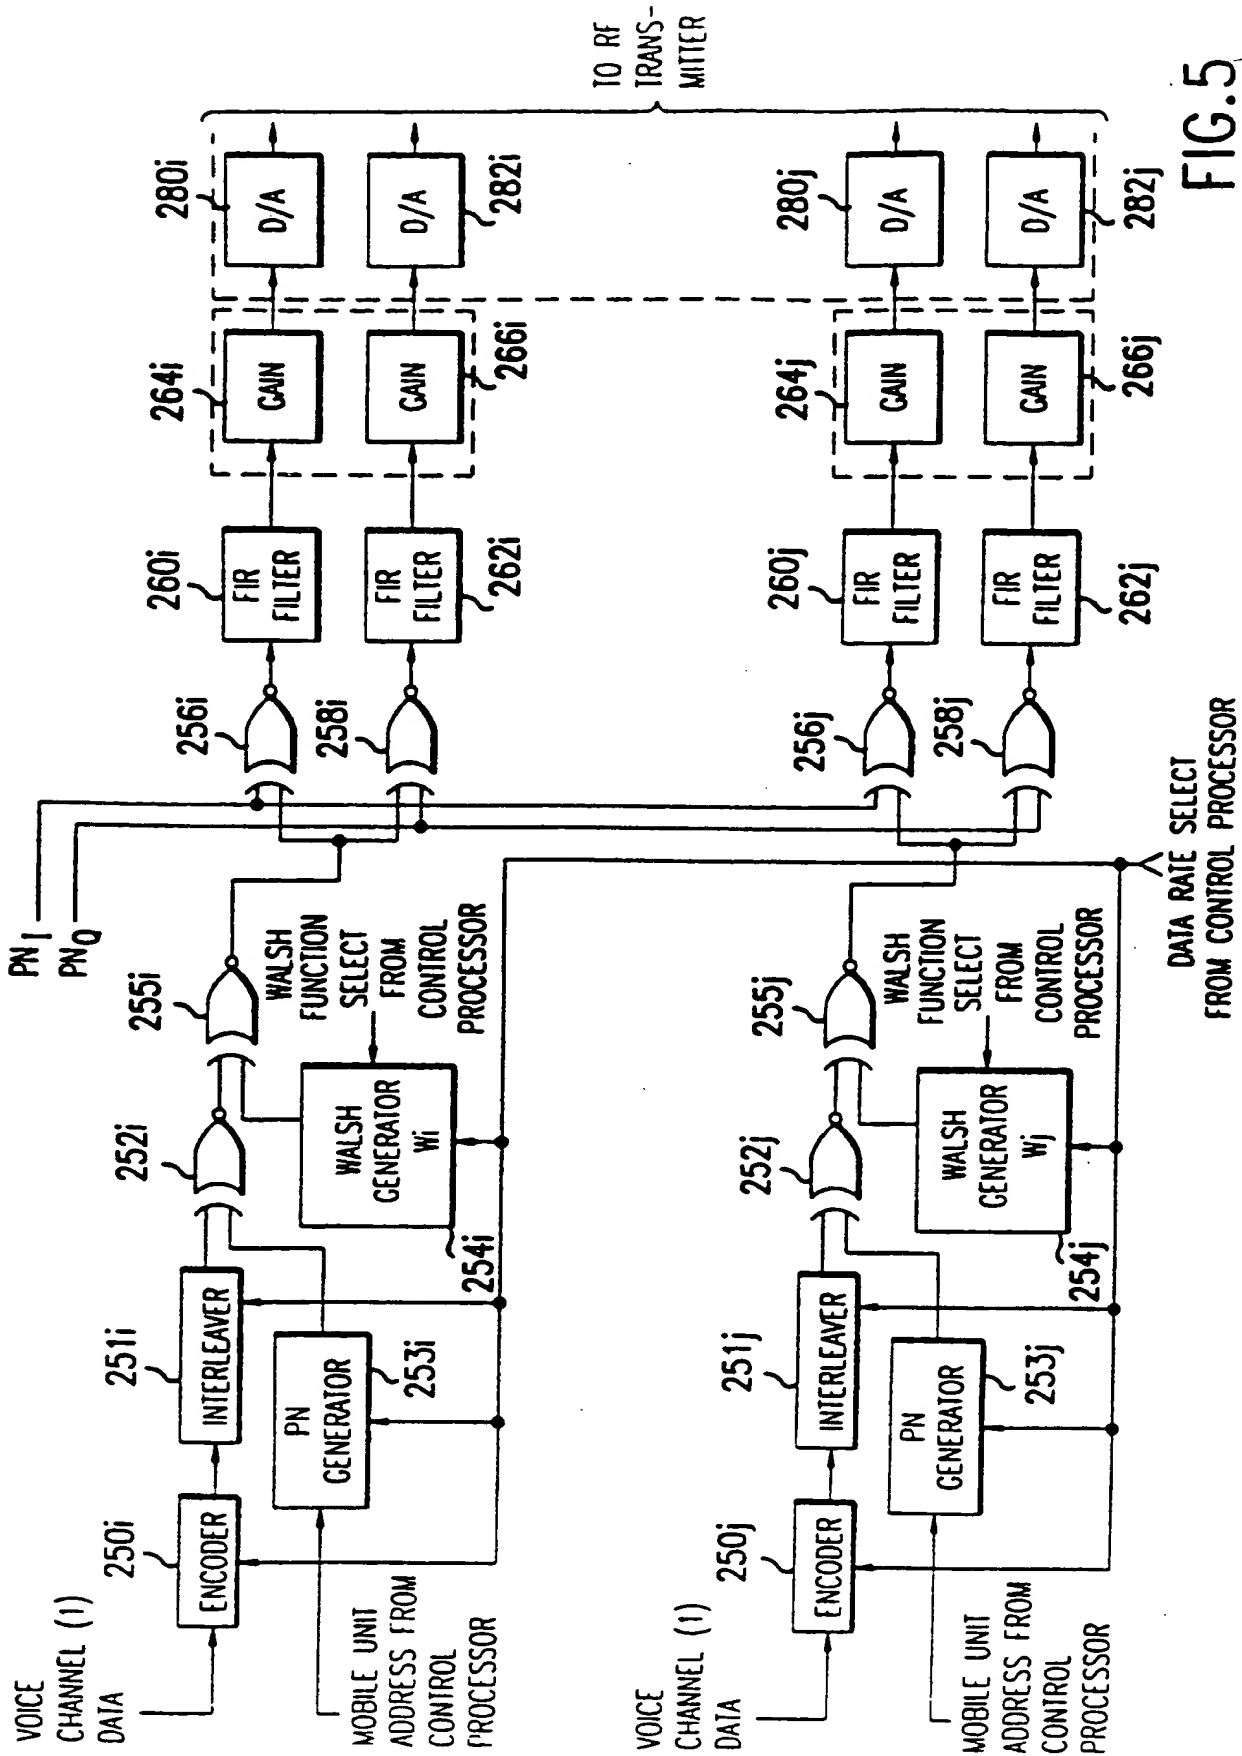 VOICE
CHANNEL (1)
DATA
250i
ENCODER
251i
INTERLEAVER
MOBILE UNIT
ADDRESS FROM
CONTROL
PROCESSOR
PN
GENERATOR
253i
252i
WALSH
GENERATOR
Wi
254i
255i
WALSH
FUNCTION
SELECT
FROM
CONTROL
PROCESSOR
PN I
PN Q
256i
258i
260i
FIR
FILTER
FIR
FILTER
262i
264i
GAIN
GAIN
266i
280i
D/A
D/A
282i
TO RF
TRANS-
MITTER
VOICE
CHANNEL (1)
DATA
250j
ENCODER
251j
INTERLEAVER
MOBILE UNIT
ADDRESS FROM
CONTROL
PROCESSOR
PN
GENERATOR
253j
252j
WALSH
GENERATOR
Wj
254j
255j
WALSH
FUNCTION
SELECT
FROM
CONTROL
PROCESSOR
DATA RATE SELECT
FROM CONTROL PROCESSOR
256j
258j
260j
FIR
FILTER
FIR
FILTER
262j
264j
GAIN
GAIN
266j
280j
D/A
D/A
282j
FIG.5